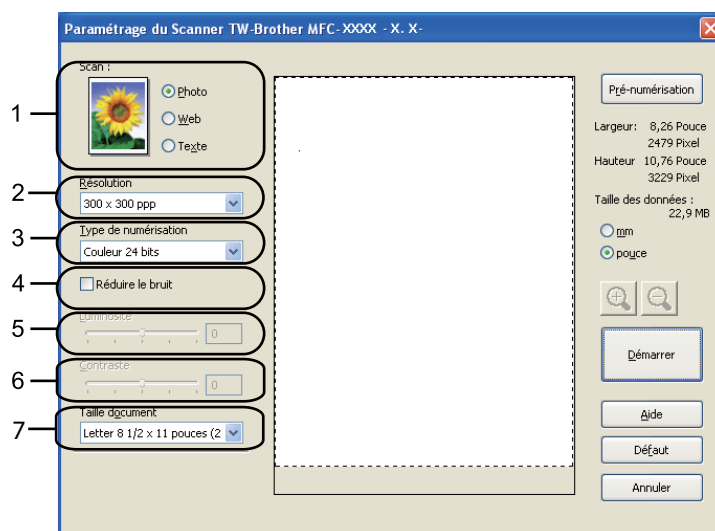 Paramétrage du Scanner TW-Brother MFC-XXXX - X. X-
Scan :
1
Photo
Web
Texte
2
Résolution
300 x 300 ppp
3
Type de numérisation
Couleur 24 bits
4
Réduire le bruit
5
Luminosité
0
6
Contraste
0
7
Taille document
Letter 8 1/2 x 11 pouces (2
Pré-numérisation
Largeur: 8,26 Pouce
2479 Pixel
Hauteur 10,76 Pouce
3229 Pixel
Taille des données :
22,9 MB
mm
pouce
Démarrer
Aide
Défaut
Annuler